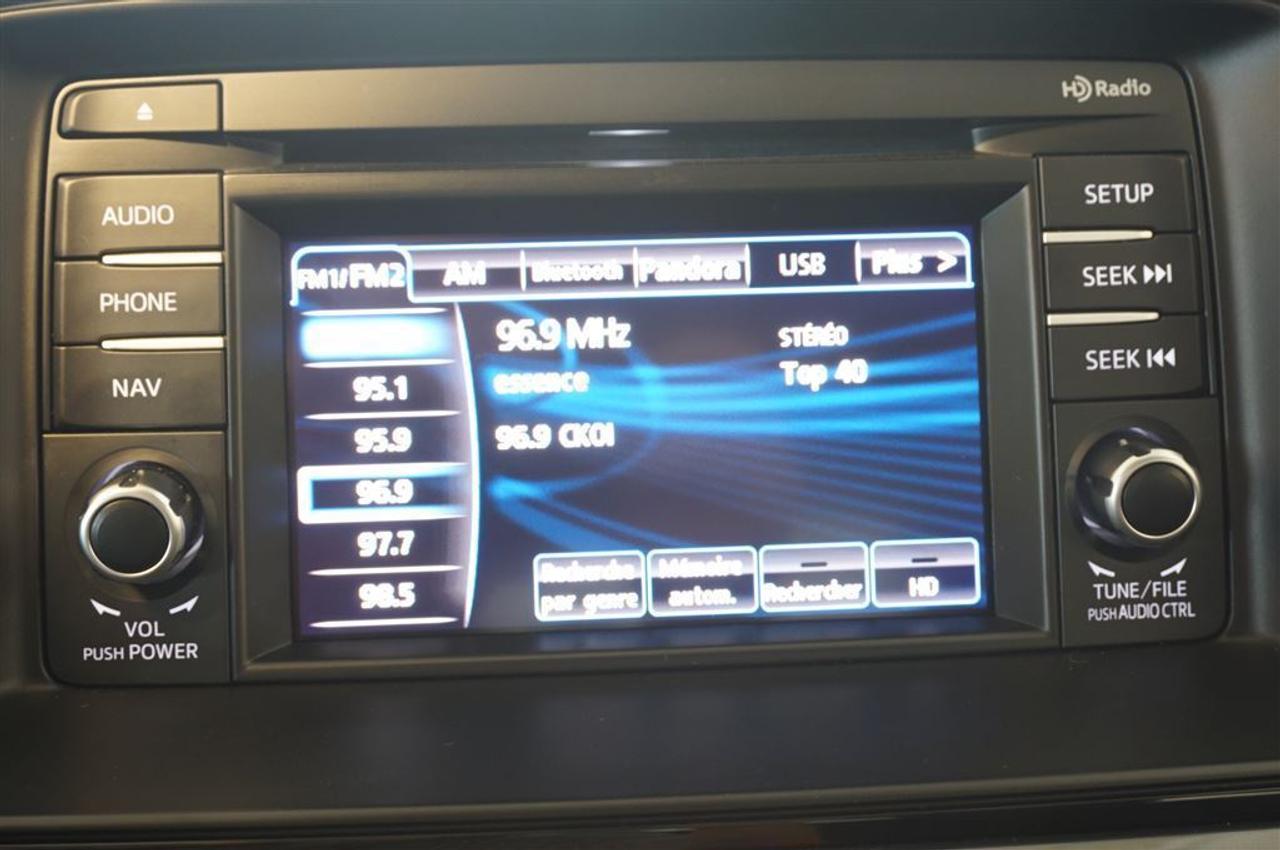 HD Radio
AUDIO
PHONE
NAV
VOL
PUSH POWER
FM1/FM2 AM Bluetooth Pandora USB Plus >
95.1
95.9
96.9
97.7
98.5
96.9 MHz
essence
96.9 CKOI
STÉRÉO
Top 40
Recherche
par genre
Mémoire
autom.
Rechercher
HD
SETUP
SEEK
SEEK
TUNE/FILE
PUSH AUDIO CTRL